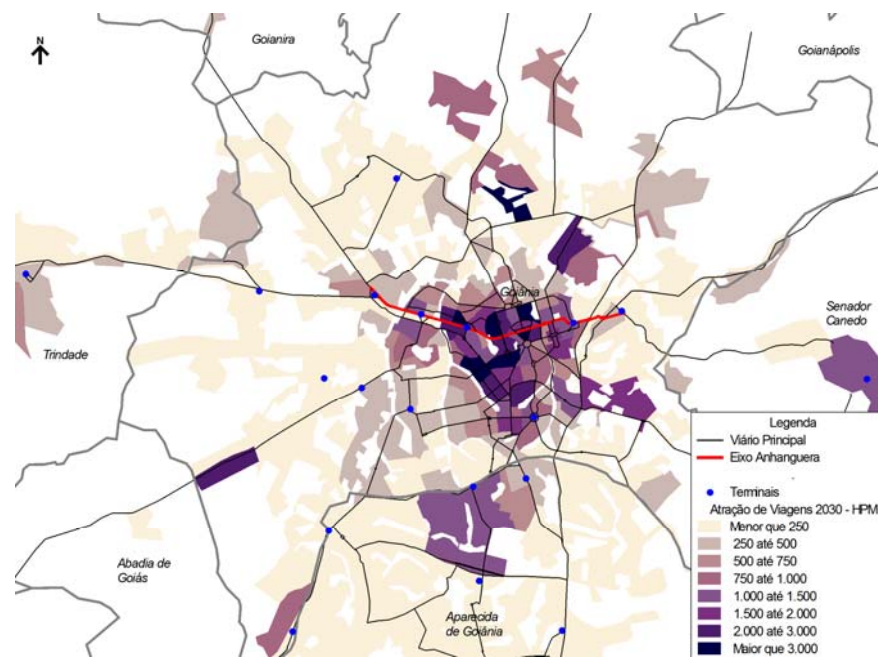 N
Goianira
Goianápolis
Goiânia
Senador
Canedo
Trindade
Abadia de
Goiás
Aparecida
de Goiânia
Legenda
Viário Principal
Eixo Anhanguera
Terminais
Atração de Viagens 2030 - HPM
Menor que 250
250 até 500
500 até 750
750 até 1.000
1.000 até 1.500
1.500 até 2.000
2.000 até 3.000
Maior que 3.000